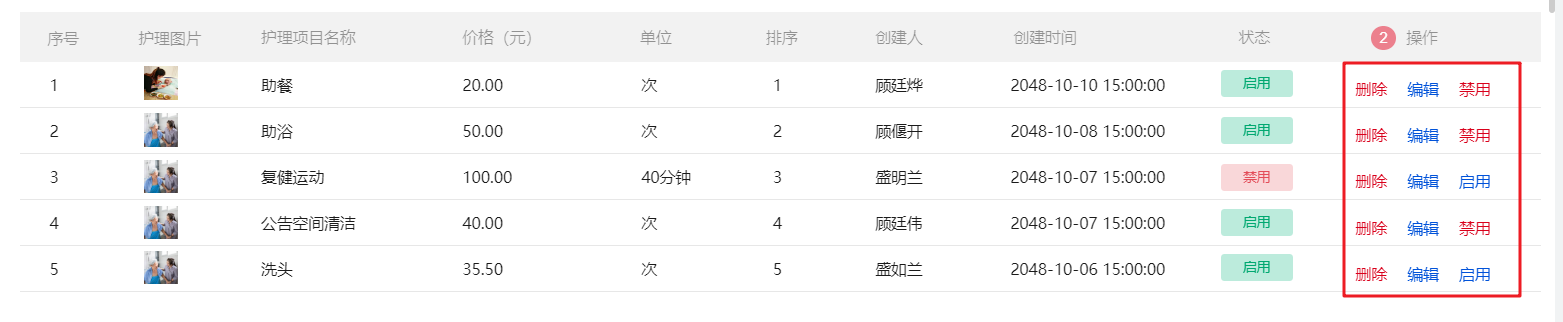 序号 护理图片 护理项目名称 价格（元） 单位 排序 创建人 创建时间 状态 2 操作
1 助餐 20.00 次 1 顾廷烨 2048-10-10 15:00:00 启用 删除 编辑 禁用
2 助浴 50.00 次 2 顾偃开 2048-10-08 15:00:00 启用 删除 编辑 禁用
3 复健运动 100.00 40分钟 3 盛明兰 2048-10-07 15:00:00 禁用 删除 编辑 启用
4 公告空间清洁 40.00 次 4 顾廷伟 2048-10-07 15:00:00 启用 删除 编辑 禁用
5 洗头 35.50 次 5 盛如兰 2048-10-06 15:00:00 启用 删除 编辑 启用